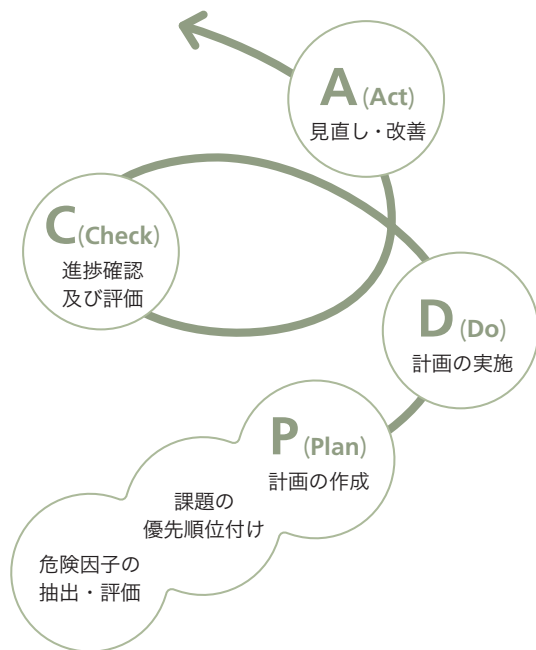 A (Act)
見直し・改善
C (Check)
進捗確認
及び評価
D (Do)
計画の実施
P (Plan)
計画の作成
課題の
優先順位付け
危険因子の
抽出・評価